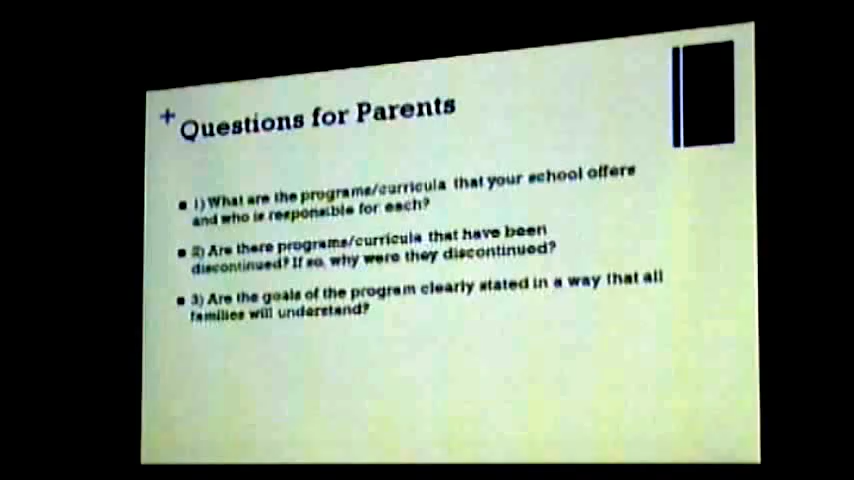 + Questions for Parents
1) What are the programs/curricula that your school offers
and who is responsible for each?
2) Are there programs/curricula that have been
discontinued? If so, why were they discontinued?
3) Are the goals of the program clearly stated in a way that all
families will understand?